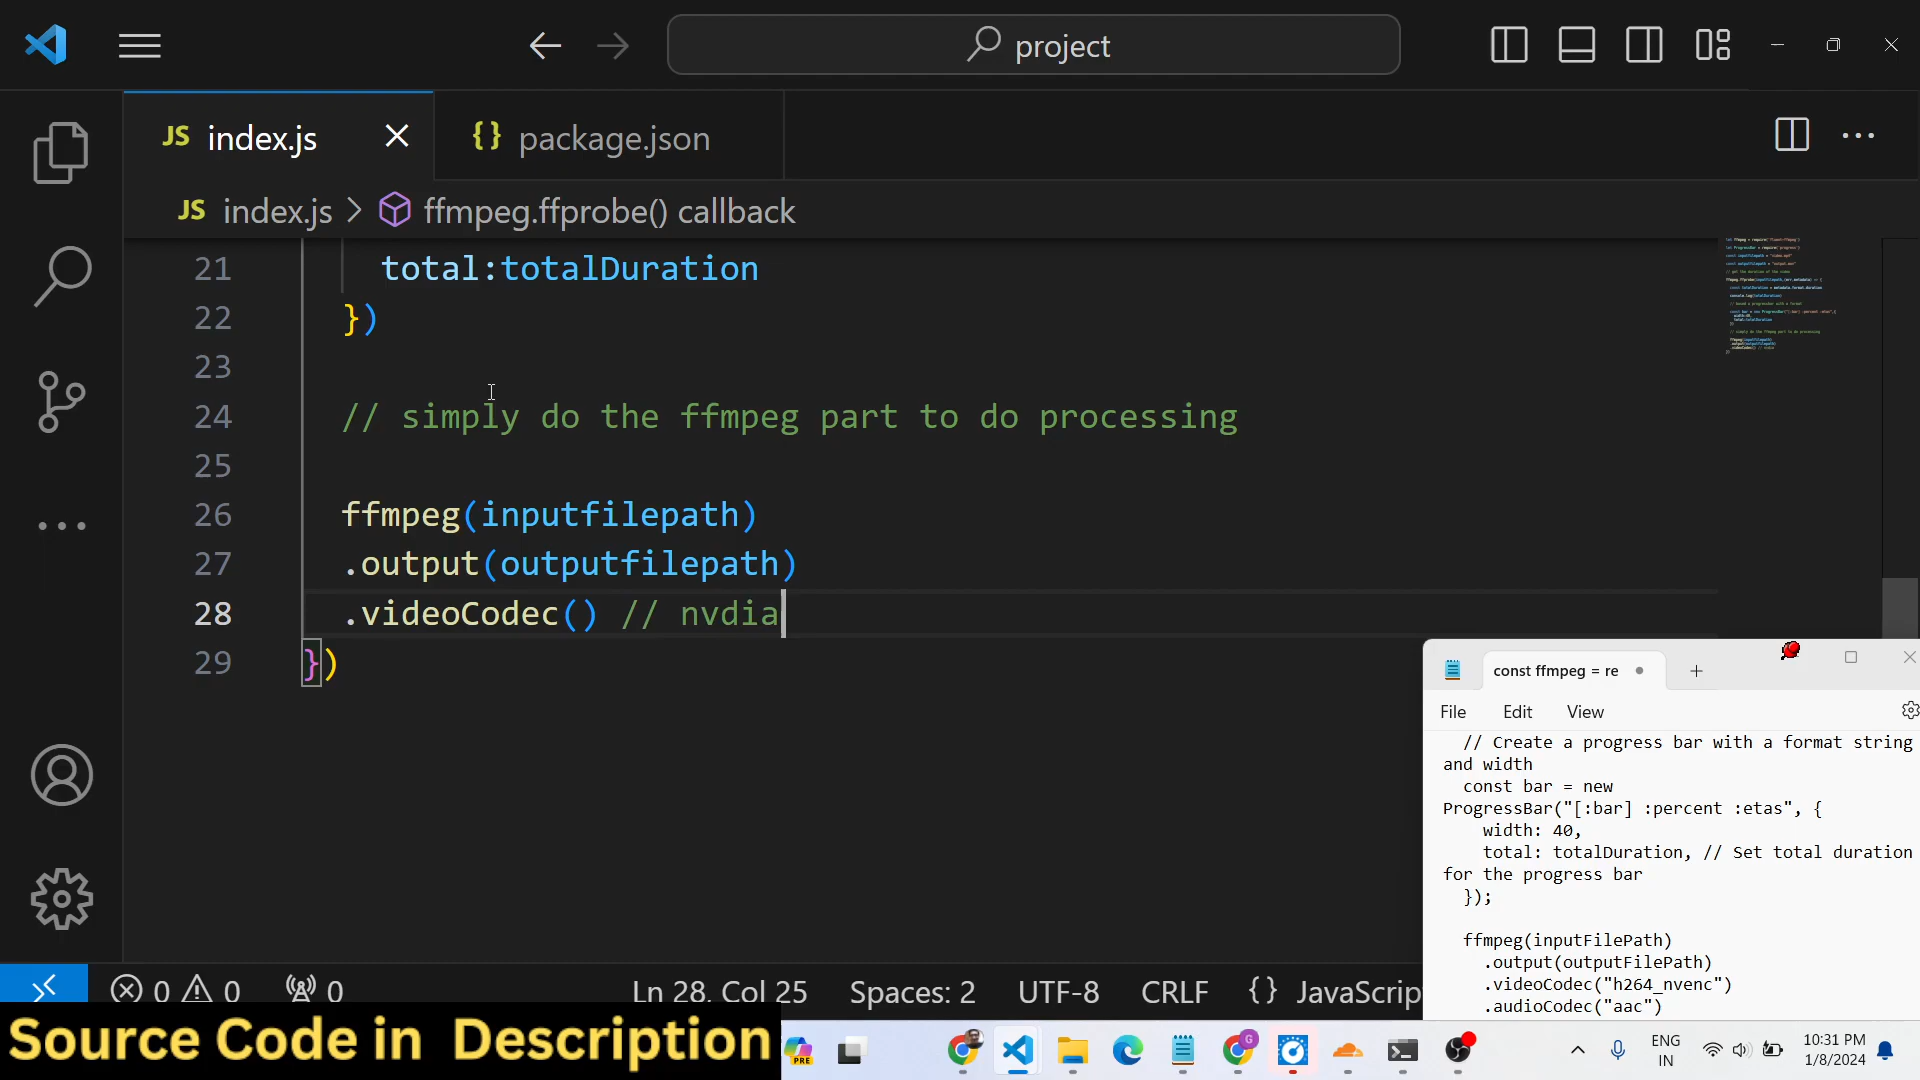 project
JS index.js
{} package.json
JS index.js > ffmpeg.ffprobe() callback
21 total:totalDuration
22 })
23
24 // simply do the ffmpeg part to do processing
25
26 ffmpeg(inputfilepath)
27 .output(outputfilepath)
28 .videoCodec() // nvdia
29 })
const ffmpeg = re
File Edit View
// Create a progress bar with a format string
and width
const bar = new
ProgressBar("[:bar] :percent :etas", {
width: 40,
total: totalDuration, // Set total duration
for the progress bar
});
ffmpeg(inputFilePath)
.output(outputFilePath)
.videoCodec("h264_nvenc")
.audioCodec("aac")
0 0 0 Ln 28, Col 25 Spaces: 2 UTF-8 CRLF {} JavaScrip
Source Code in Description
PRE
G
ENG
IN
10:31 PM
1/8/2024